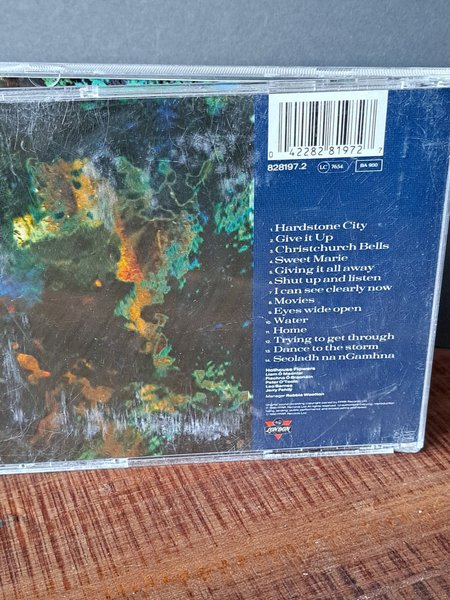 0 42282 81972 7
828197.2 LC 7654 BA 900
1. Hardstone City
2. Give it Up
3. Christchurch Bells
4. Sweet Marie
5. Giving it all away
6. Shut up and listen
7. I can see clearly now
8. Movies
9. Eyes wide open
10. Water
11. Home
12. Trying to get through
13. Dance to the storm
14. Seoladh na nGamhna
Hothouse Flowers
Liam Ó Maonlaí
Fiachna Ó Braonáin
Peter O'Toole
Leo Barnes
Jerry Fehily
Manager Robbie Wootton
LONDON